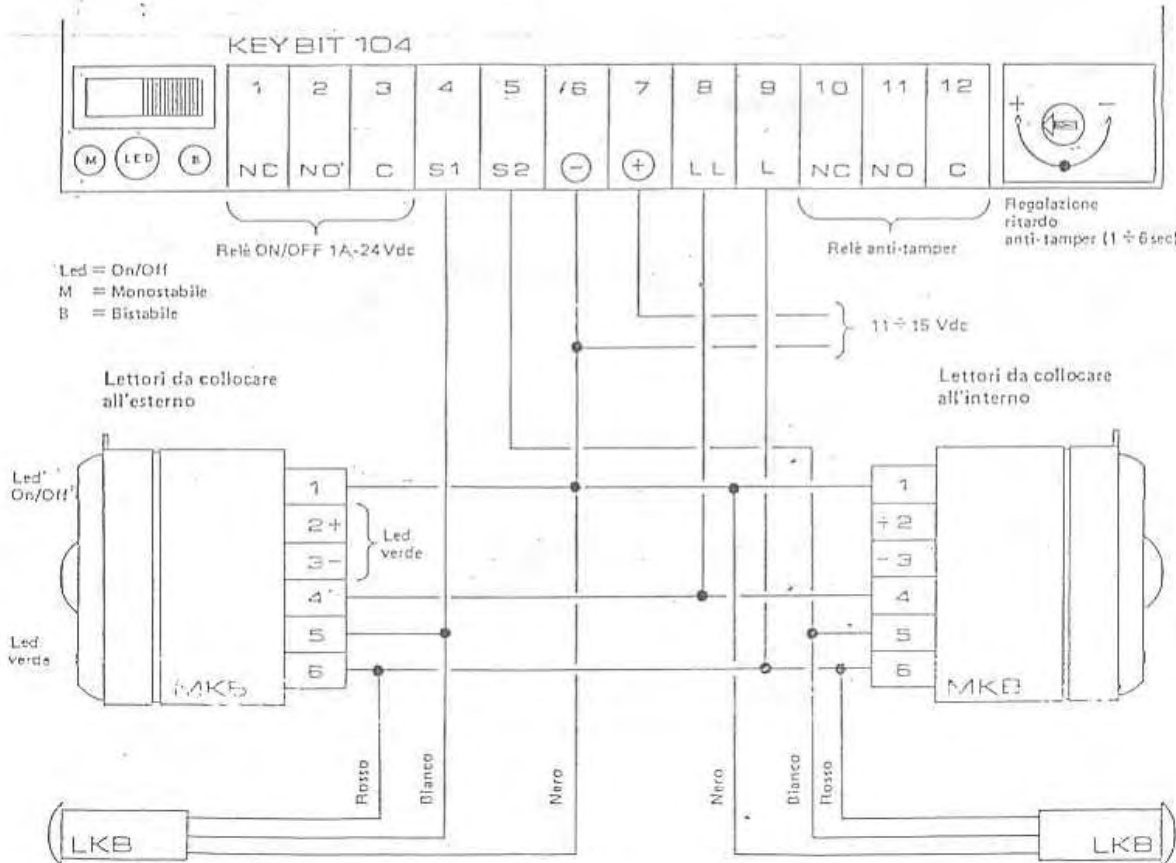 KEYBIT 104
1 2 3 4 5 6 7 8 9 10 11 12
M LED B NC NO C S1 S2 - + LL L NC NO C + -
Relè ON/OFF 1A-24Vdc
Relè anti-tamper
Regolazione
ritardo
anti-tamper (1 ÷ 6 sec)
Led = On/Off
M = Monostabile
B = Bistabile
11 ÷ 15 Vdc
Lettori da collocare
all'esterno
Lettori da collocare
all'interno
Led
On/Off
Led
verde
1
2 +
3 -
4
5
6
Led
verde
MKB
1
÷ 2
- 3
4
5
6
MKB
Rosso
Bianco
Nero
Nero
Bianco
Rosso
LKB
LKB